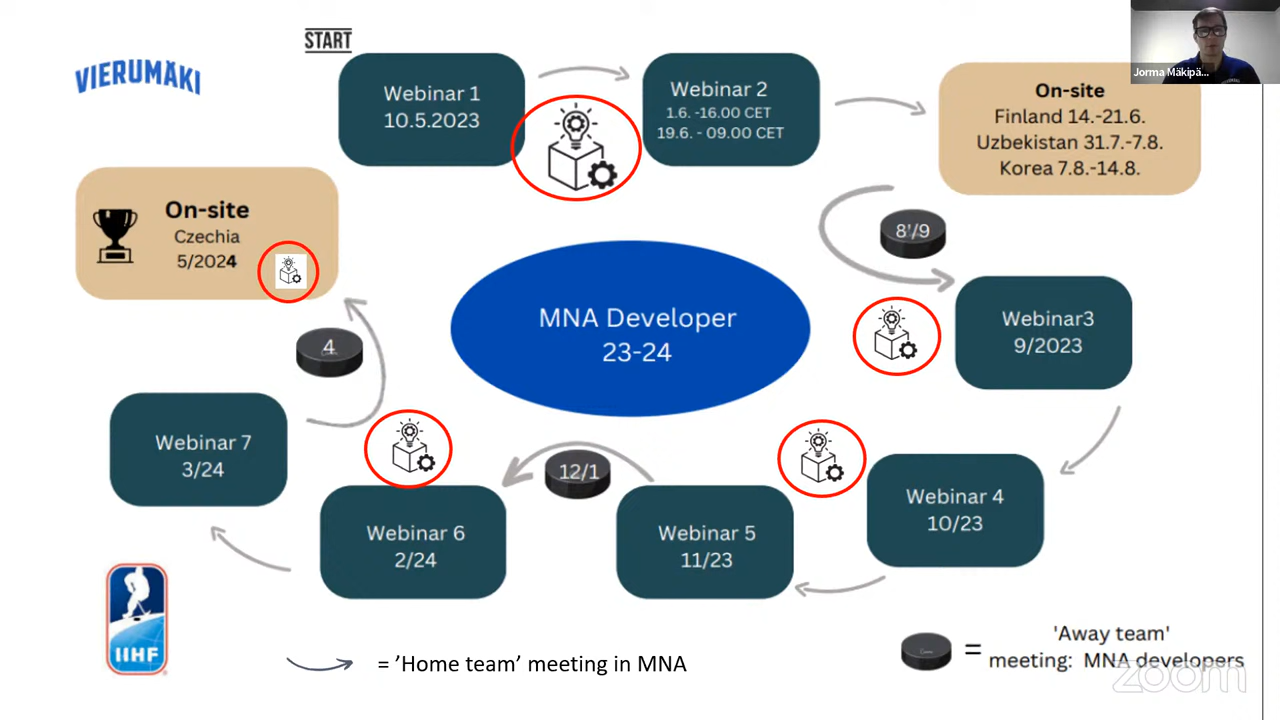 START
VIERUMÄKI
Webinar 1
10.5.2023
Webinar 2
1.6. -16.00 CET
19.6. - 09.00 CET
Jorma Mäkipä...
On-site
Finland 14.-21.6.
Uzbekistan 31.7.-7.8.
Korea 7.8.-14.8.
8'/9
On-site
Czechia
5/2024
MNA Developer
23-24
Webinar3
9/2023
4
Webinar 7
3/24
12/1
Webinar 4
10/23
Webinar 6
2/24
Webinar 5
11/23
IIHF
= ’Home team’ meeting in MNA
=
'Away team'
meeting: MNA developers
zoom